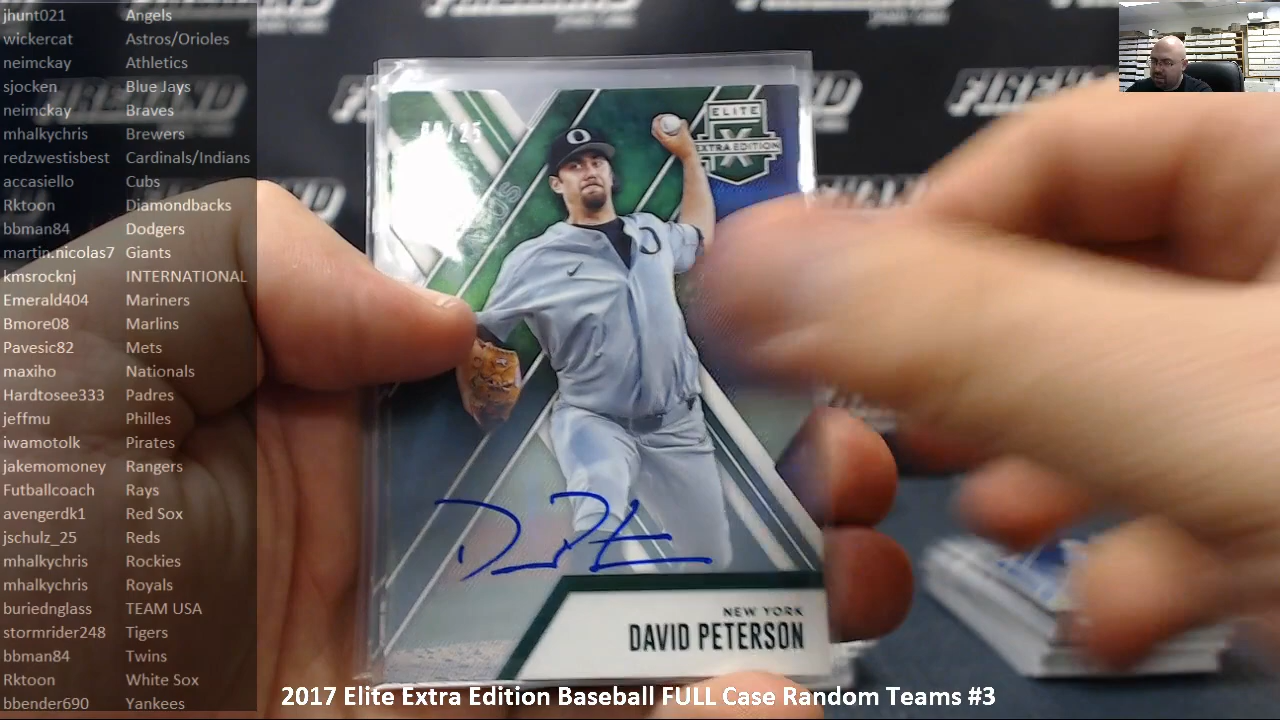 jhunt021 Angels
wickercat Astros/Orioles
neimckay Athletics
sjocken Blue Jays
neimckay Braves
mhalkychris Brewers
redzwestisbest Cardinals/Indians
accasiello Cubs
Rktoon Diamondbacks
bbman84 Dodgers
martin.nicolas7 Giants
kmsrocknj INTERNATIONAL
Emerald404 Mariners
Bmore08 Marlins
Pavesic82 Mets
maxiho Nationals
Hardtosee333 Padres
jeffmu Philles
iwamotolk Pirates
jakemomoney Rangers
Futballcoach Rays
avengerdk1 Red Sox
jschulz_25 Reds
mhalkychris Rockies
mhalkychris Royals
buriednglass TEAM USA
stormrider248 Tigers
bbman84 Twins
Rktoon White Sox
bbender690 Yankees
ELITE
EXTRA EDITION
O
O
NEW YORK
DAVID PETERSON
2017 Elite Extra Edition Baseball FULL Case Random Teams #3